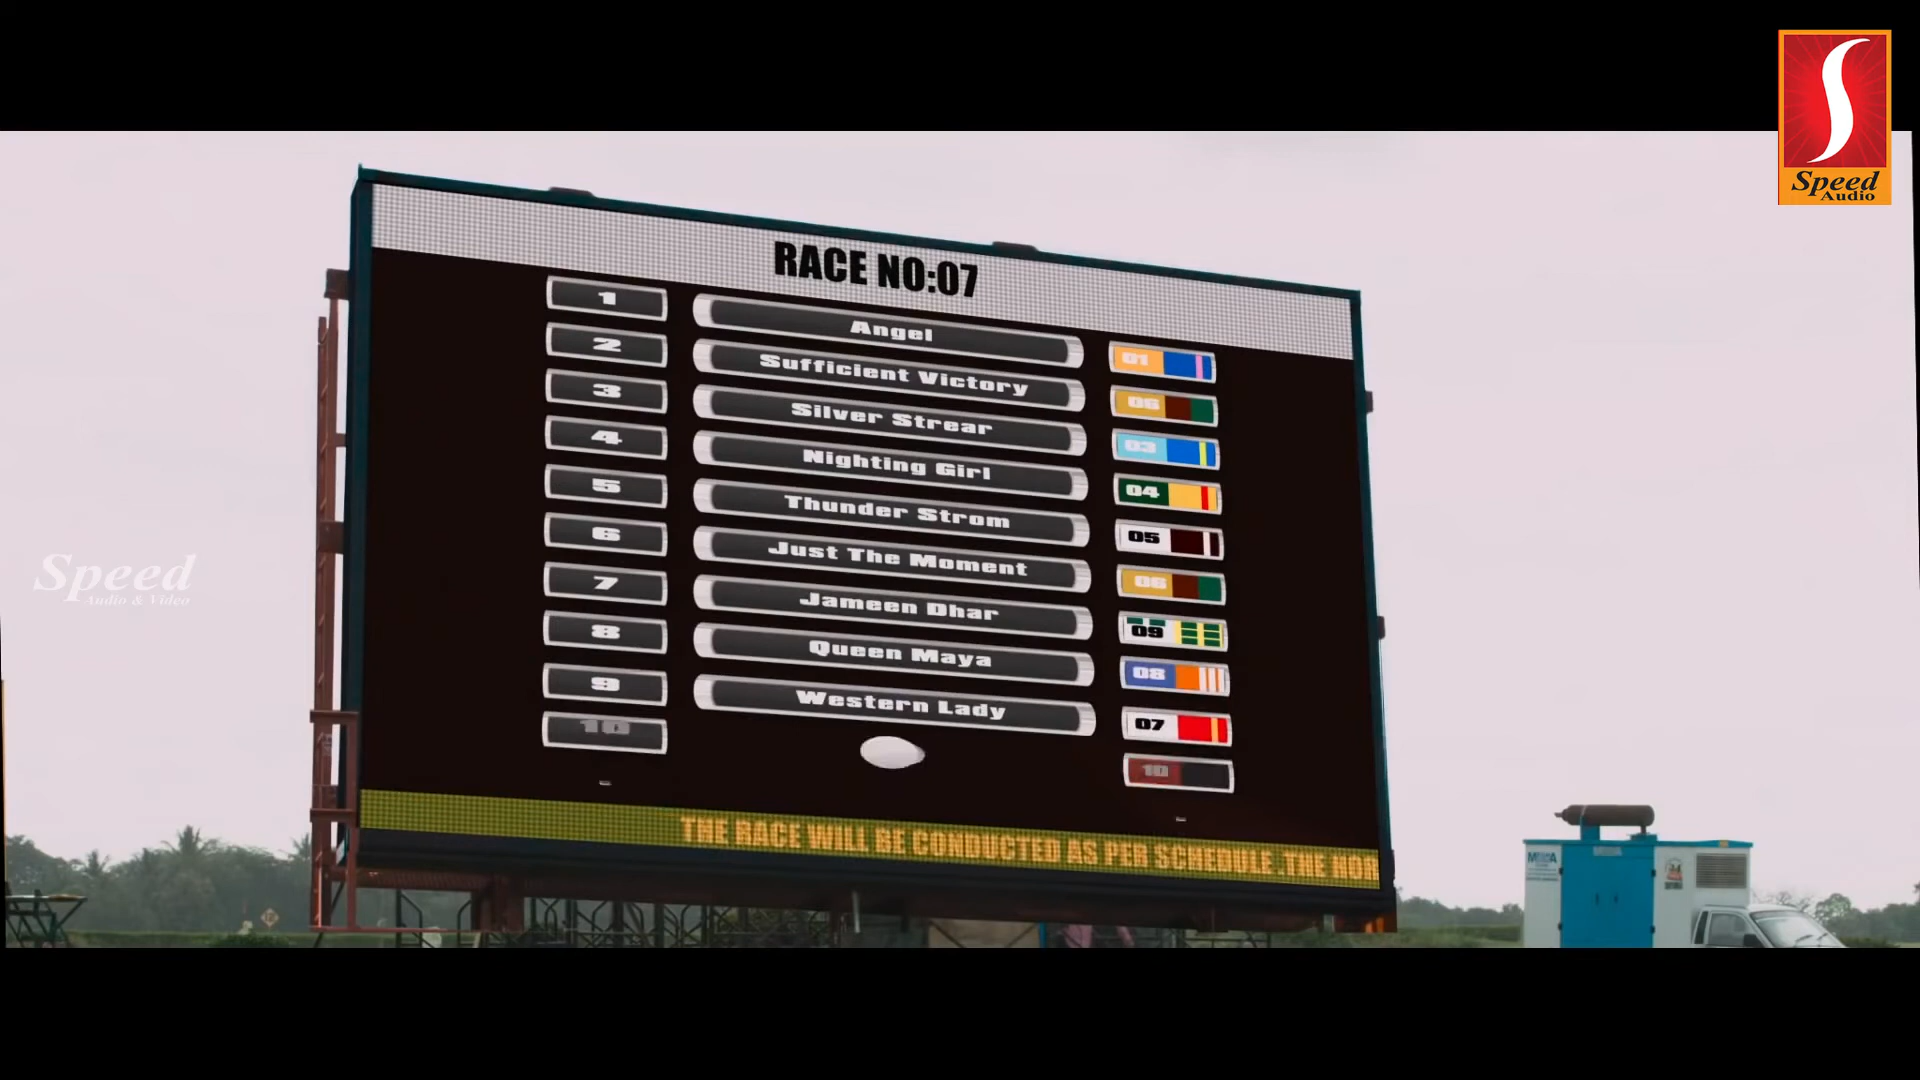 S
Speed
Audio
RACE NO:07
1 Angel 01
2 Sufficient Victory 06
3 Silver Strear 03
4 Nighting Girl 04
5 Thunder Strom 05
6 Just The Moment 06
7 Jameen Dhar 09
8 Queen Maya 08
9 Western Lady 07
10 10
THE RACE WILL BE CONDUCTED AS PER SCHEDULE .THE HOR
Speed
Audio & Video